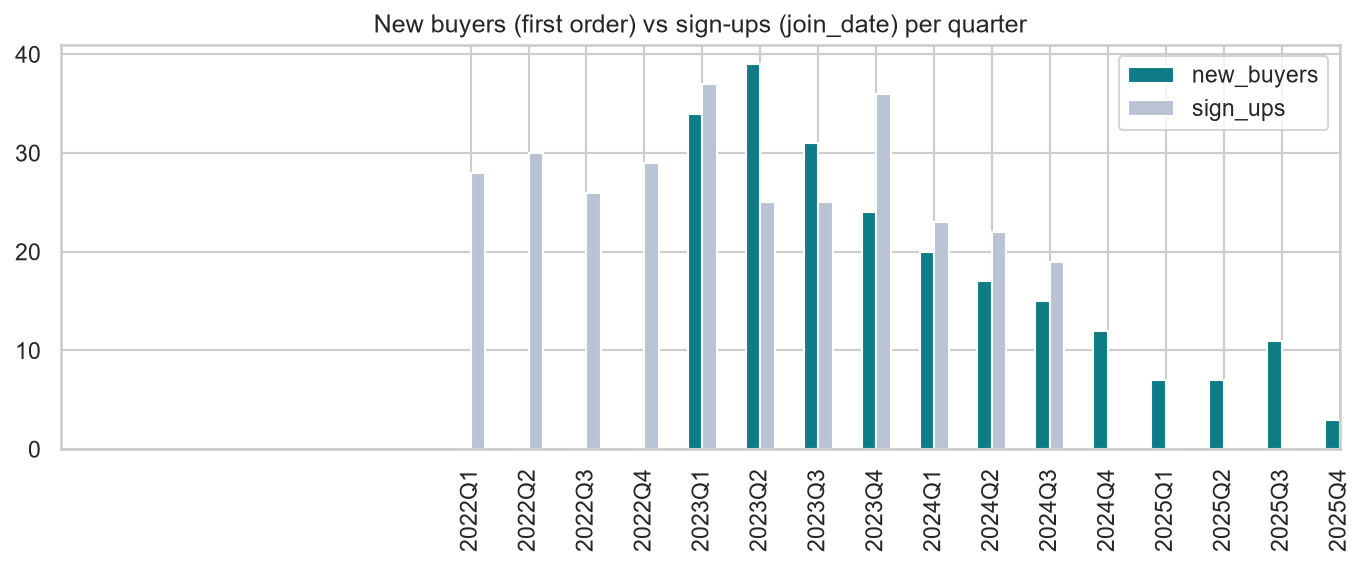 New buyers (first order) vs sign-ups (join_date) per quarter
40
30
20
10
0
new_buyers
sign_ups
2022Q1
2022Q2
2022Q3
2022Q4
2023Q1
2023Q2
2023Q3
2023Q4
2024Q1
2024Q2
2024Q3
2024Q4
2025Q1
2025Q2
2025Q3
2025Q4